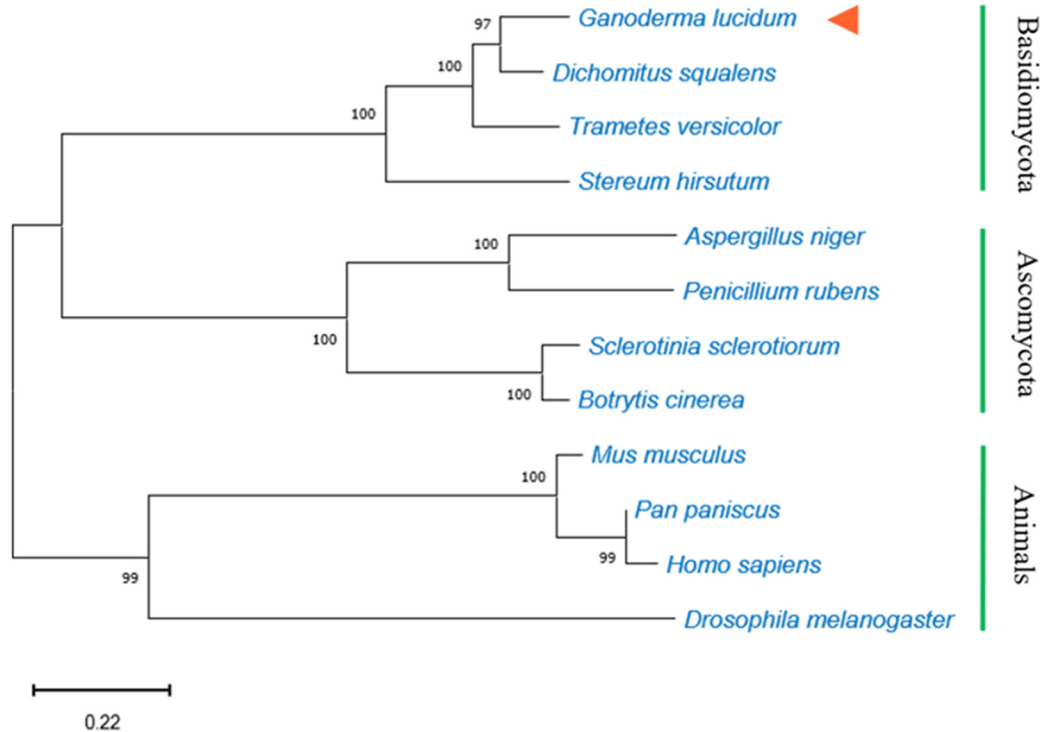 97
Ganoderma lucidum
100
Dichomitus squalens
100
Trametes versicolor
Stereum hirsutum
Basidiomycota
100
Aspergillus niger
Penicillium rubens
100
Sclerotinia sclerotiorum
100
Botrytis cinerea
Ascomycota
Mus musculus
100
Pan paniscus
99
Homo sapiens
99
Drosophila melanogaster
Animals
0.22